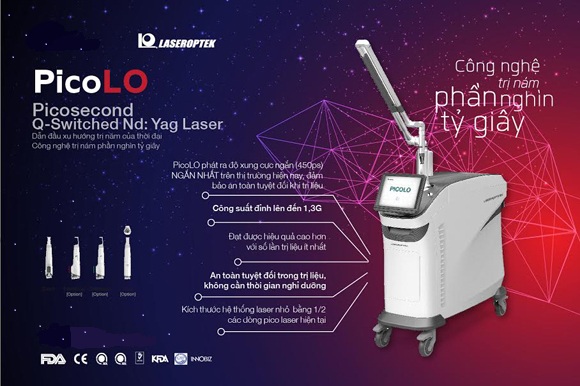 LASEROPTEK
PicoLO
Picosecond
Q-Switched Nd: Yag Laser
Dẫn đầu xu hướng trị nám của thời đại
Công nghệ trị nám phần nghìn tỷ giây
Công nghệ
trị nám
phần nghìn
tỷ giây
PicoLO phát ra độ xung cực ngắn (450ps)
NGẮN NHẤT trên thị trường hiện nay, đảm
bảo an toàn tuyệt đối khi trị liệu
Công suất đỉnh lên đến 1,3G
Đạt được hiệu quả cao hơn
với số lần trị liệu ít nhất
An toàn tuyệt đối trong trị liệu,
không cần thời gian nghỉ dưỡng
Kích thước hệ thống laser nhỏ bằng 1/2
các dòng pico laser hiện tại
PICOLO
LASEROPTEK
[Option] [Option] [Option]
FDA CE KFDA INNOBIZ